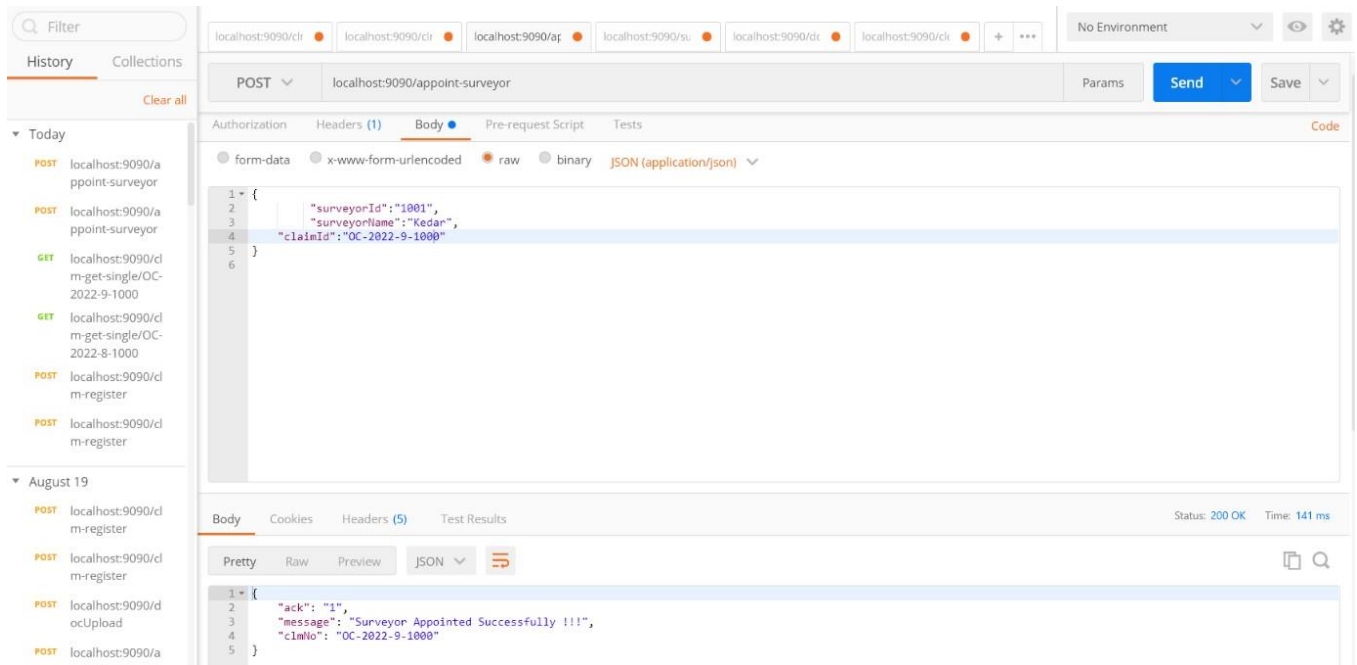 Filter
History Collections
Clear all
Today
POST localhost:9090/a
ppoint-surveyor
POST localhost:9090/a
ppoint-surveyor
GET localhost:9090/cl
m-get-single/OC-
2022-9-1000
GET localhost:9090/cl
m-get-single/OC-
2022-8-1000
POST localhost:9090/cl
m-register
POST localhost:9090/cl
m-register
August 19
POST localhost:9090/cl
m-register
POST localhost:9090/cl
m-register
POST localhost:9090/d
ocUpload
POST localhost:9090/a
localhost:9090/clr localhost:9090/clr localhost:9090/ap localhost:9090/su localhost:9090/dc localhost:9090/clc + ...
No Environment
POST localhost:9090/appoint-surveyor Params Send Save
Authorization Headers (1) Body Pre-request Script Tests Code
form-data x-www-form-urlencoded raw binary JSON (application/json)
1 {
2 "surveyorId":"1001",
3 "surveyorName":"Kedar",
4 "claimId":"OC-2022-9-1000"
5 }
6
Body Cookies Headers (5) Test Results Status: 200 OK Time: 141 ms
Pretty Raw Preview JSON
1 {
2 "ack": "1",
3 "message": "Surveyor Appointed Successfully !!!",
4 "clmNo": "OC-2022-9-1000"
5 }